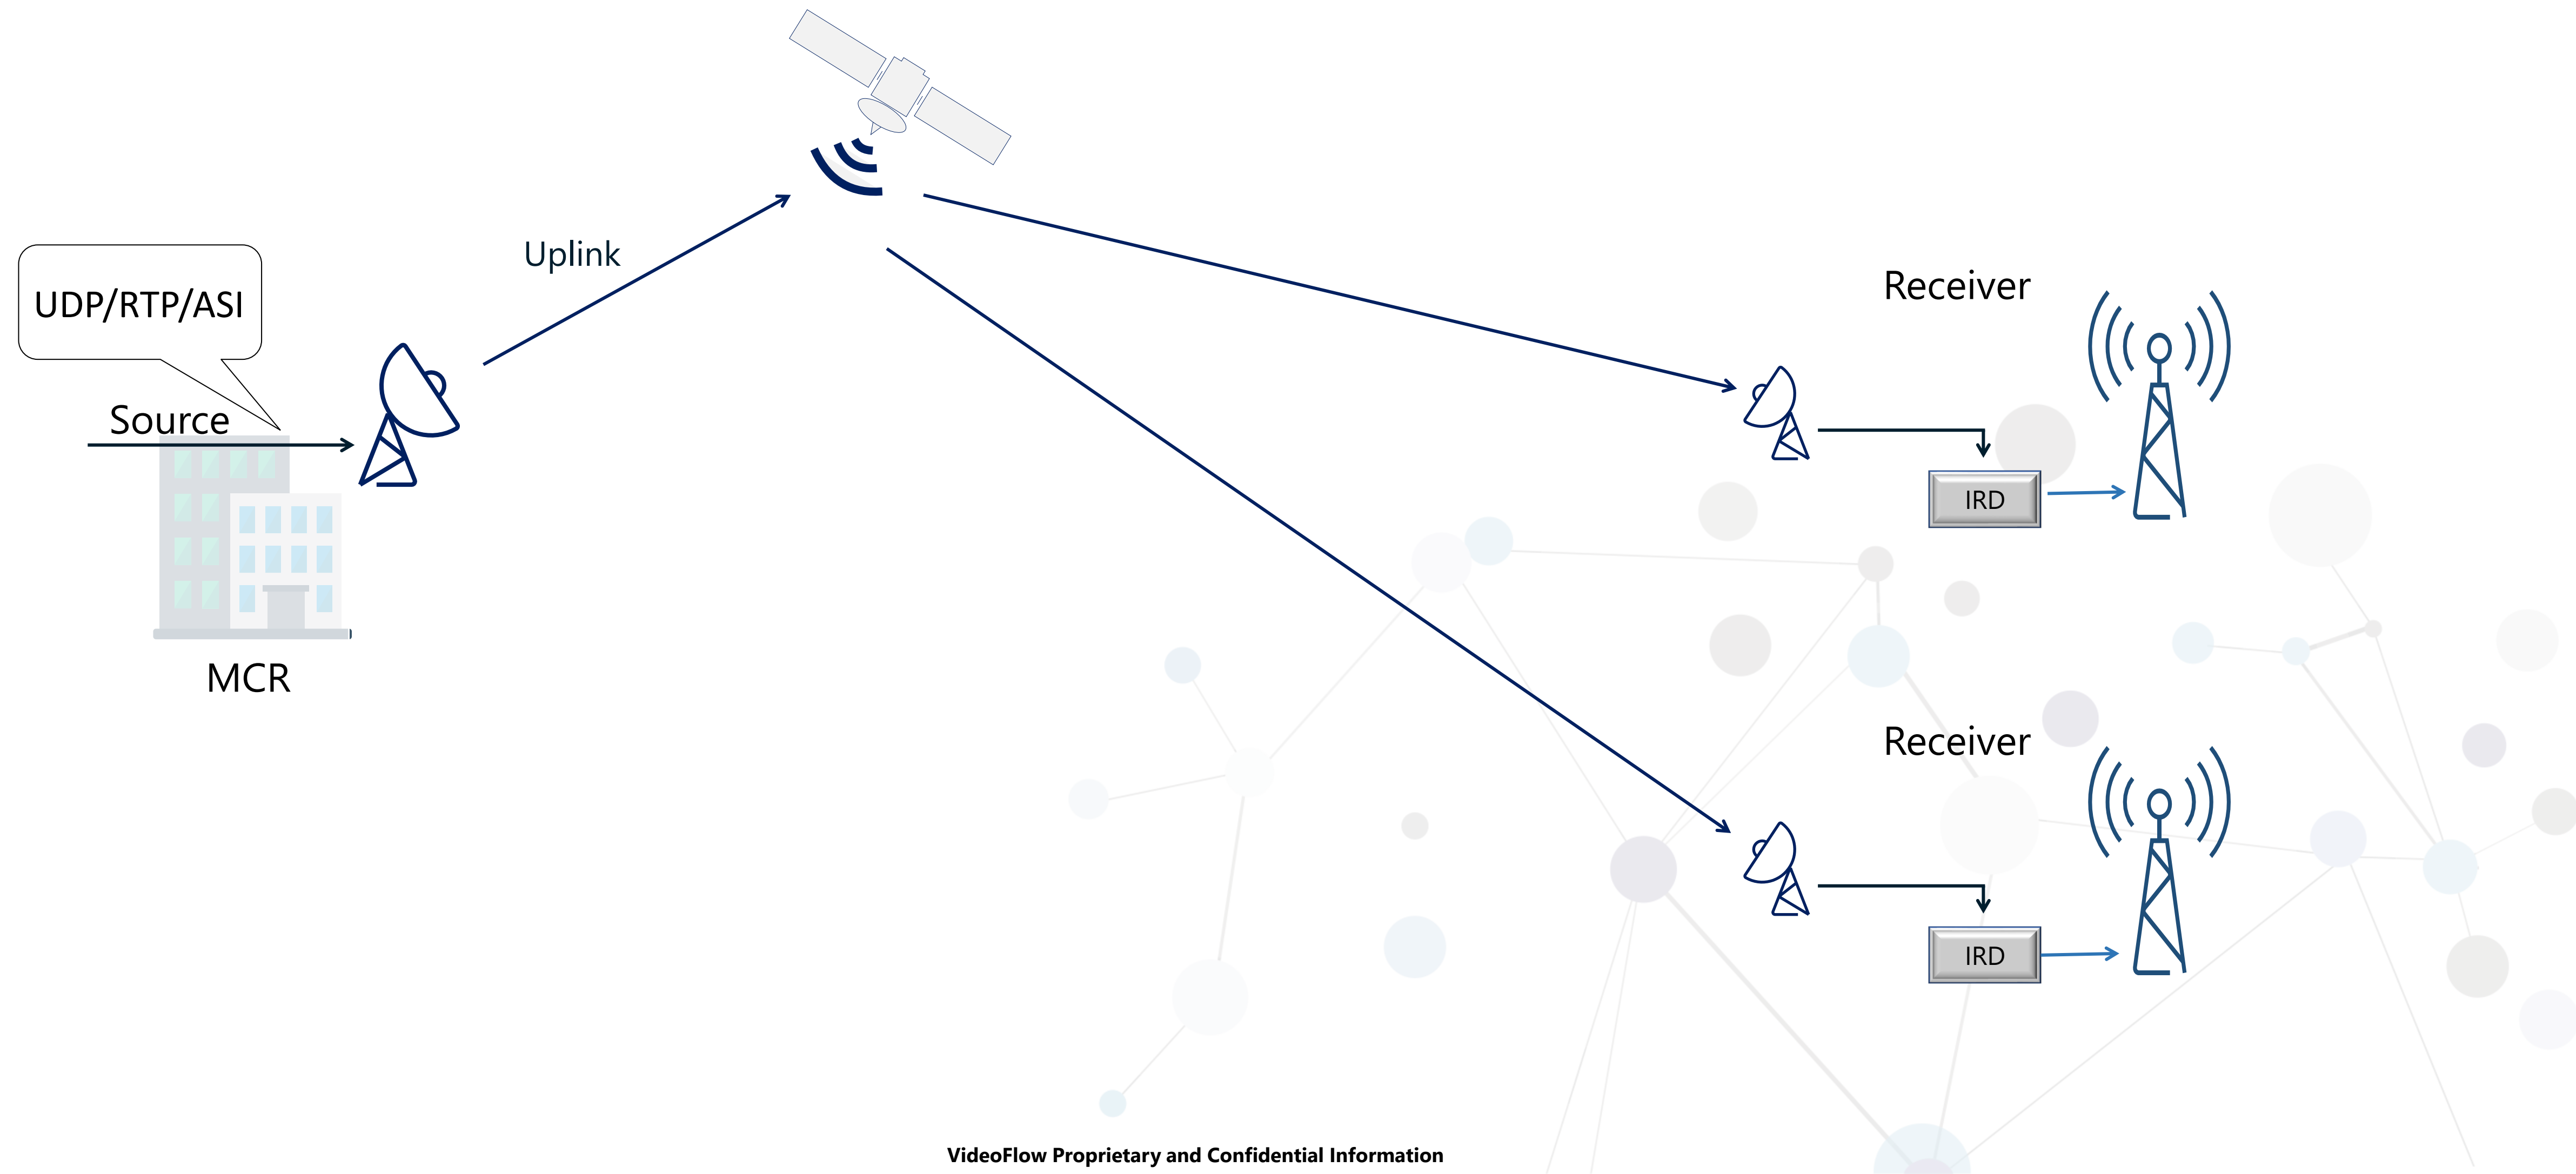 UDP/RTP/ASI
Source
MCR
Uplink
Receiver
IRD
Receiver
IRD
VideoFlow Proprietary and Confidential Information